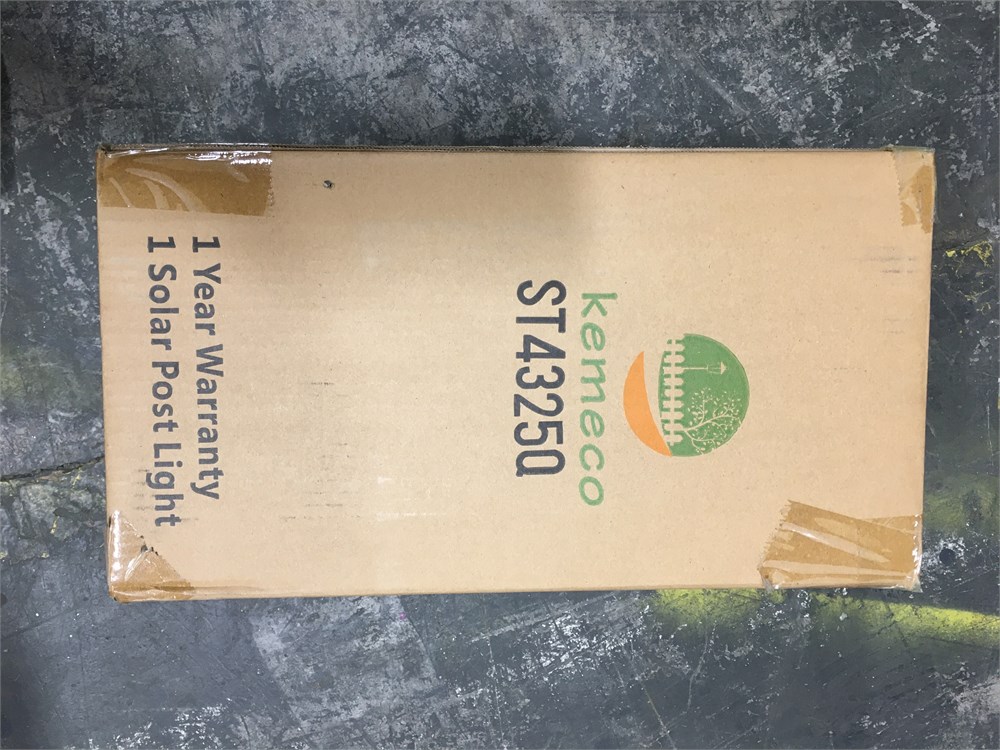 kemeco
ST4325Q
1 Year Warranty
1 Solar Post Light